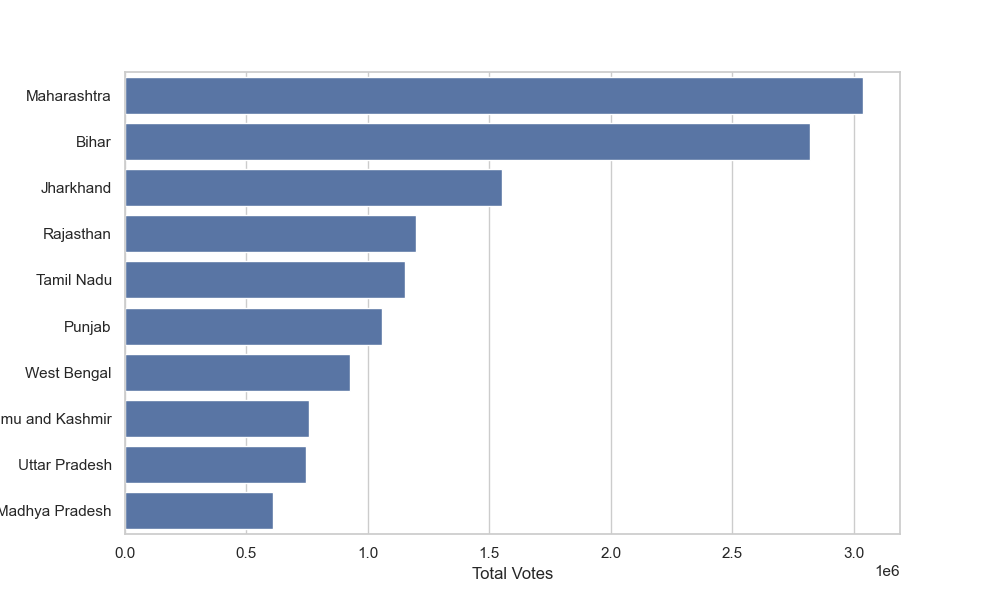 Maharashtra
Bihar
Jharkhand
Rajasthan
Tamil Nadu
Punjab
West Bengal
mu and Kashmir
Uttar Pradesh
Madhya Pradesh
0.0 0.5 1.0 1.5 2.0 2.5 3.0
1e6
Total Votes